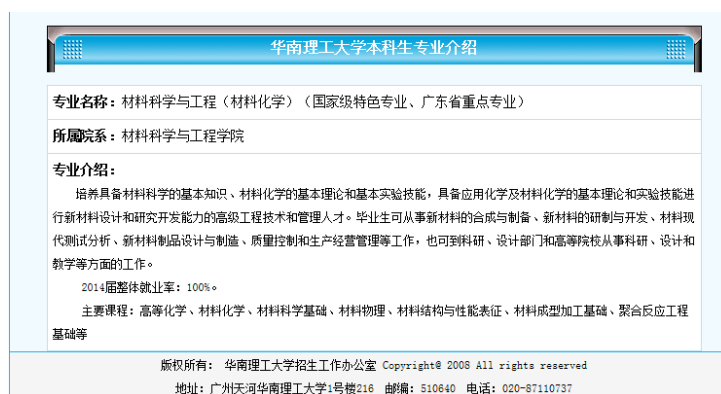 华南理工大学本科生专业介绍
专业名称：材料科学与工程（材料化学）（国家级特色专业、广东省重点专业）
所属院系：材料科学与工程学院
专业介绍：
培养具备材料科学的基本知识、材料化学的基本理论和基本实验技能，具备应用化学及材料化学的基本理论和实验技能进
行新材料设计和研究开发能力的高级工程技术和管理人才。毕业生可从事新材料的合成与制备、新材料的研制与开发、材料现
代测试分析、新材料制品设计与制造、质量控制和生产经营管理等工作，也可到科研、设计部门和高等院校从事科研、设计和
教学等方面的工作。
2014届整体就业率：100%。
主要课程：高等化学、材料化学、材料科学基础、材料物理、材料结构与性能表征、材料成型加工基础、聚合反应工程
基础等
版权所有： 华南理工大学招生工作办公室 Copyright@ 2008 All rights reserved
地址：广州天河华南理工大学1号楼216 邮编：510640 电话：020-87110737